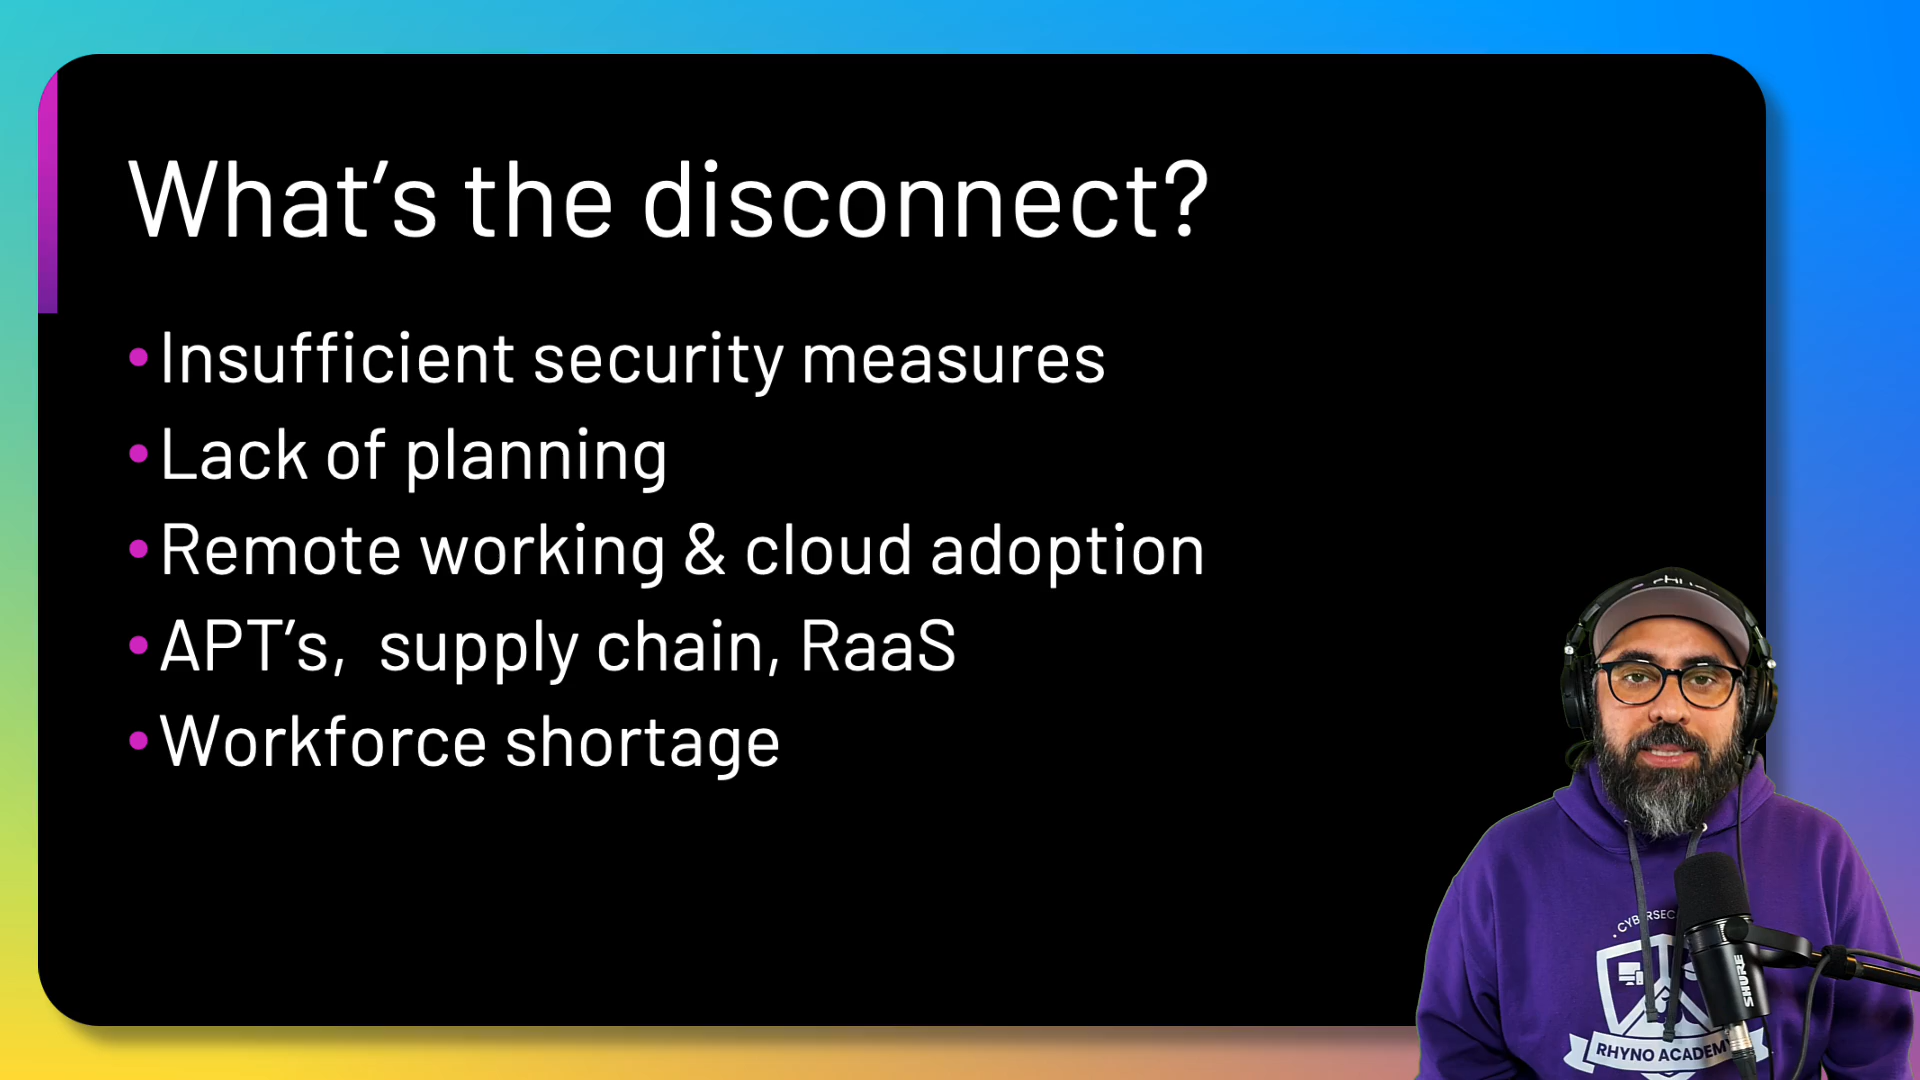 What’s the disconnect?
• Insufficient security measures
• Lack of planning
• Remote working & cloud adoption
• APT’s,  supply chain, RaaS
• Workforce shortage
SHURE
RHYNO ACADEMY